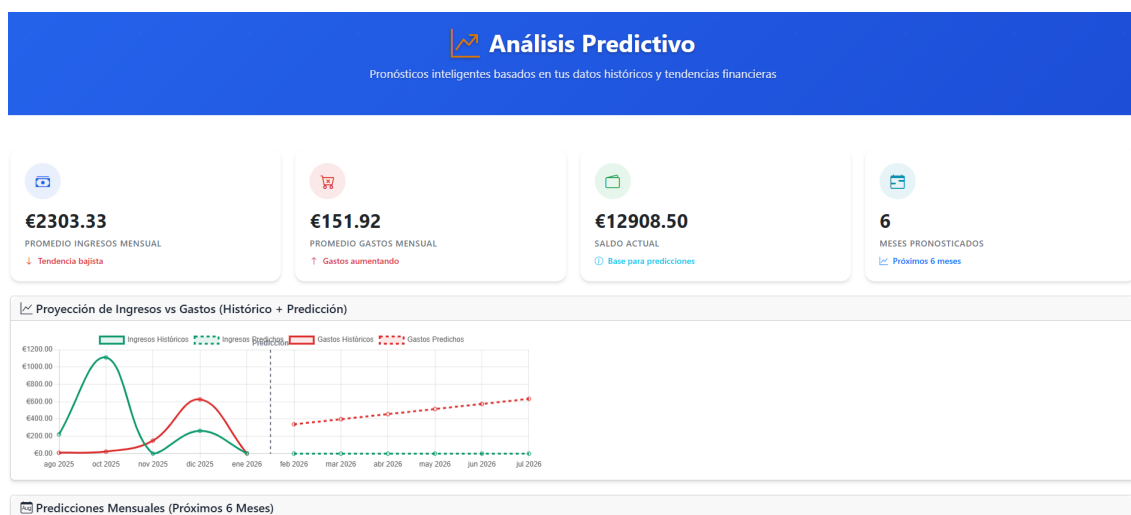 Análisis Predictivo
Pronósticos inteligentes basados en tus datos históricos y tendencias financieras
€2303.33
PROMEDIO INGRESOS MENSUAL
↓ Tendencia bajista
€151.92
PROMEDIO GASTOS MENSUAL
↑ Gastos aumentando
€12908.50
SALDO ACTUAL
Base para predicciones
6
MESES PRONOSTICADOS
Próximos 6 meses
Proyección de Ingresos vs Gastos (Histórico + Predicción)
Ingresos Históricos Ingresos Predichos Gastos Históricos Gastos Predichos
Predicción
€1200.00
€1000.00
€800.00
€600.00
€400.00
€200.00
€0.00
ago 2025 oct 2025 nov 2025 dic 2025 ene 2026 feb 2026 mar 2026 abr 2026 may 2026 jun 2026 jul 2026
Aug Predicciones Mensuales (Próximos 6 Meses)